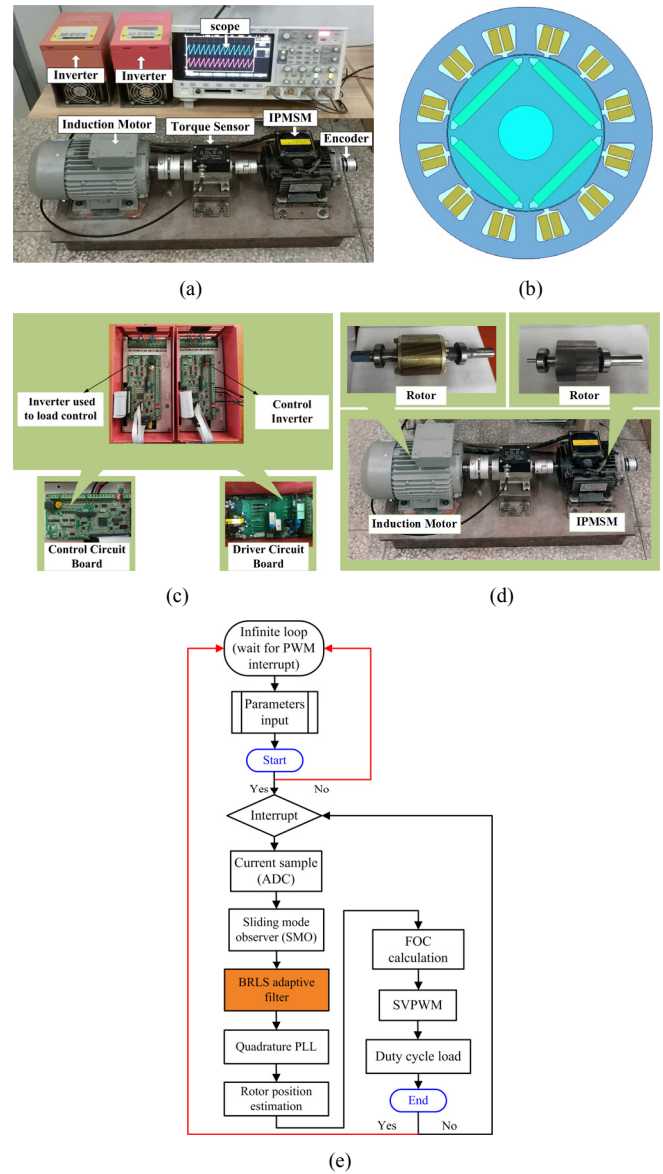 scope
Inverter
Inverter
Induction Motor
Torque Sensor
IPMSM
Encoder
(a)
(b)
Inverter used
to load control
Control
Inverter
Control Circuit
Board
Driver Circuit
Board
(c)
Rotor
Rotor
Induction Motor
IPMSM
(d)
Infinite loop
(wait for PWM
interrupt)
Parameters
input
Start
Yes
No
Interrupt
Current sample
(ADC)
Sliding mode
observer (SMO)
BRLS adaptive
filter
Quadrature PLL
Rotor position
estimation
FOC
calculation
SVPWM
Duty cycle load
End
Yes
No
(e)